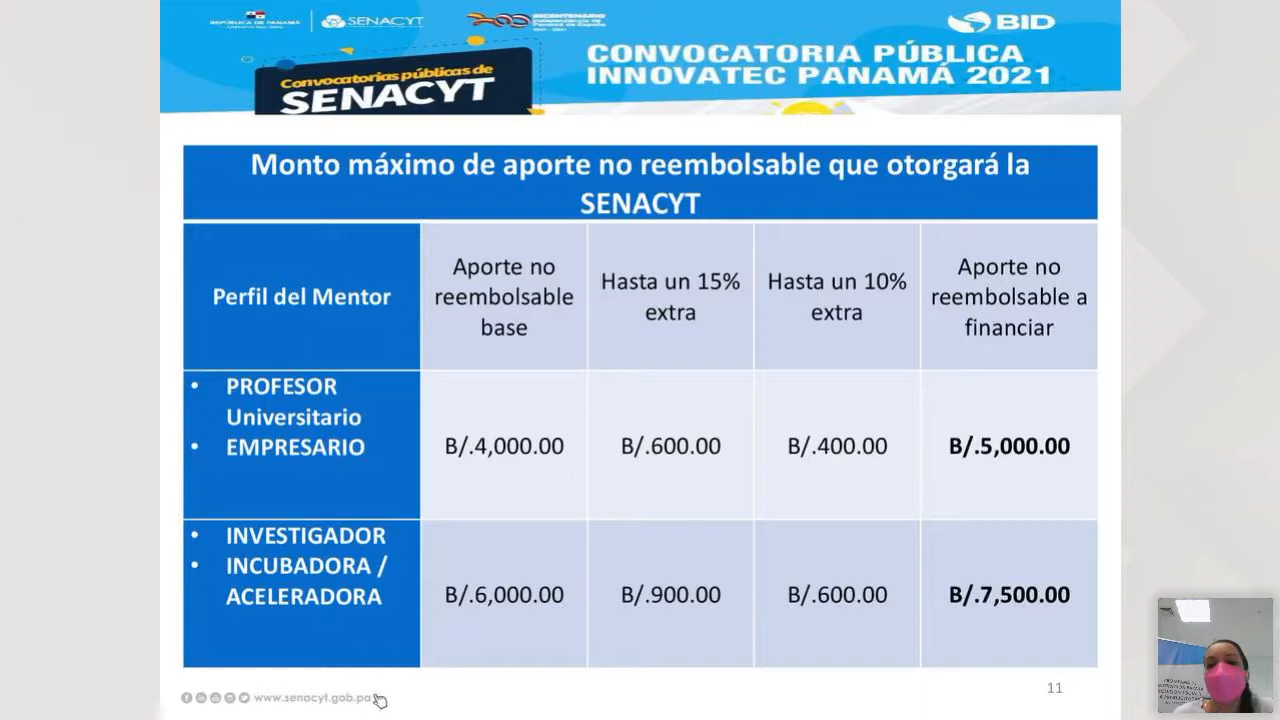 REPÚBLICA DE PANAMÁ
SENACYT
BICENTENARIO
BID
CONVOCATORIA PÚBLICA
INNOVATEC PANAMÁ 2021
Convocatorias públicas de
SENACYT
Monto máximo de aporte no reembolsable que otorgará la
SENACYT
Perfil del Mentor
Aporte no
reembolsable
base
Hasta un 15%
extra
Hasta un 10%
extra
Aporte no
reembolsable a
financiar
• PROFESOR
Universitario
• EMPRESARIO
B/.4,000.00
B/.600.00
B/.400.00
B/.5,000.00
• INVESTIGADOR
• INCUBADORA /
ACELERADORA
B/.6,000.00
B/.900.00
B/.600.00
B/.7,500.00
www.senacyt.gob.pa
11